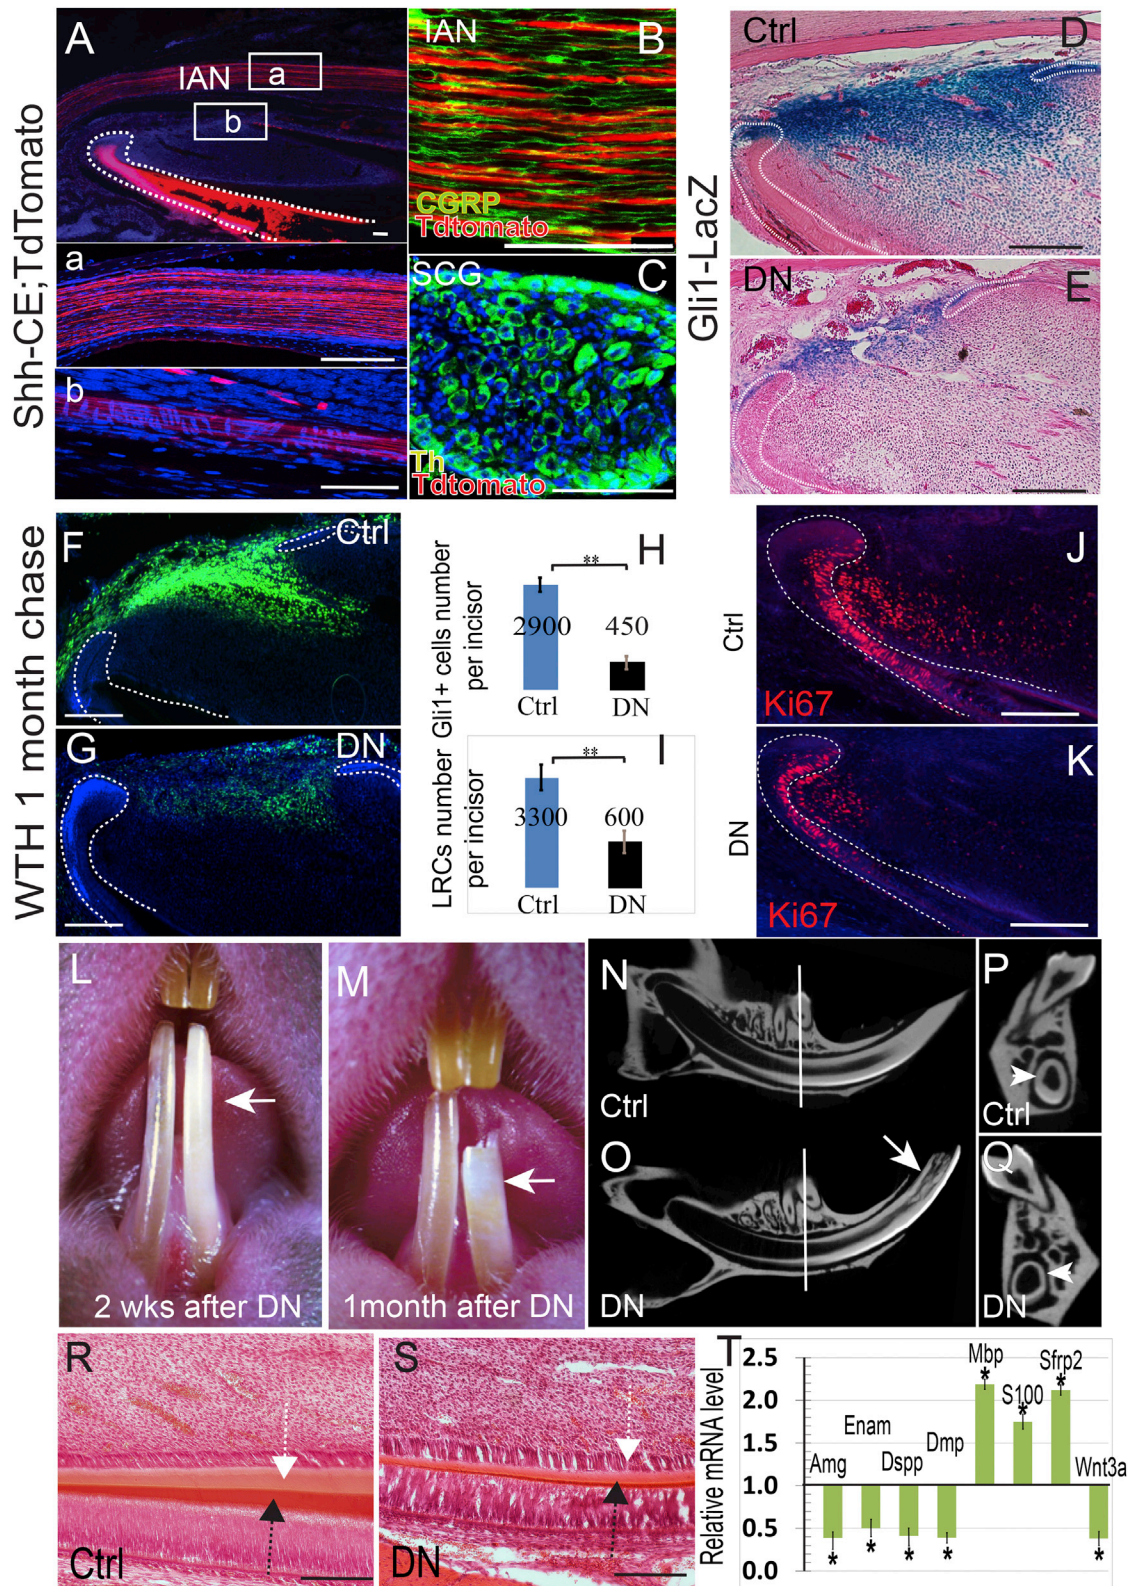 Shh-CE;TdTomato
A
IAN
a
b
a
b
IAN
B
CGRP
Tdtomato
SCG
C
Th
Tdtomato
Gli1-LacZ
Ctrl
D
DN
E
WTH 1 month chase
F
Ctrl
G
DN
Gli1+ cells number
per incisor
H
**
2900
450
Ctrl
DN
LRCs number
per incisor
I
**
3300
600
Ctrl
DN
Ctrl
J
Ki67
DN
K
Ki67
L
2 wks after DN
M
1month after DN
N
Ctrl
O
DN
P
Ctrl
Q
DN
R
Ctrl
S
DN
T
Relative mRNA level
2.5
2.0
1.5
1.0
0.5
0.0
Amg
Enam
Dspp
Dmp
Mbp
S100
Sfrp2
Wnt3a
*
*
*
*
*
*
*
*